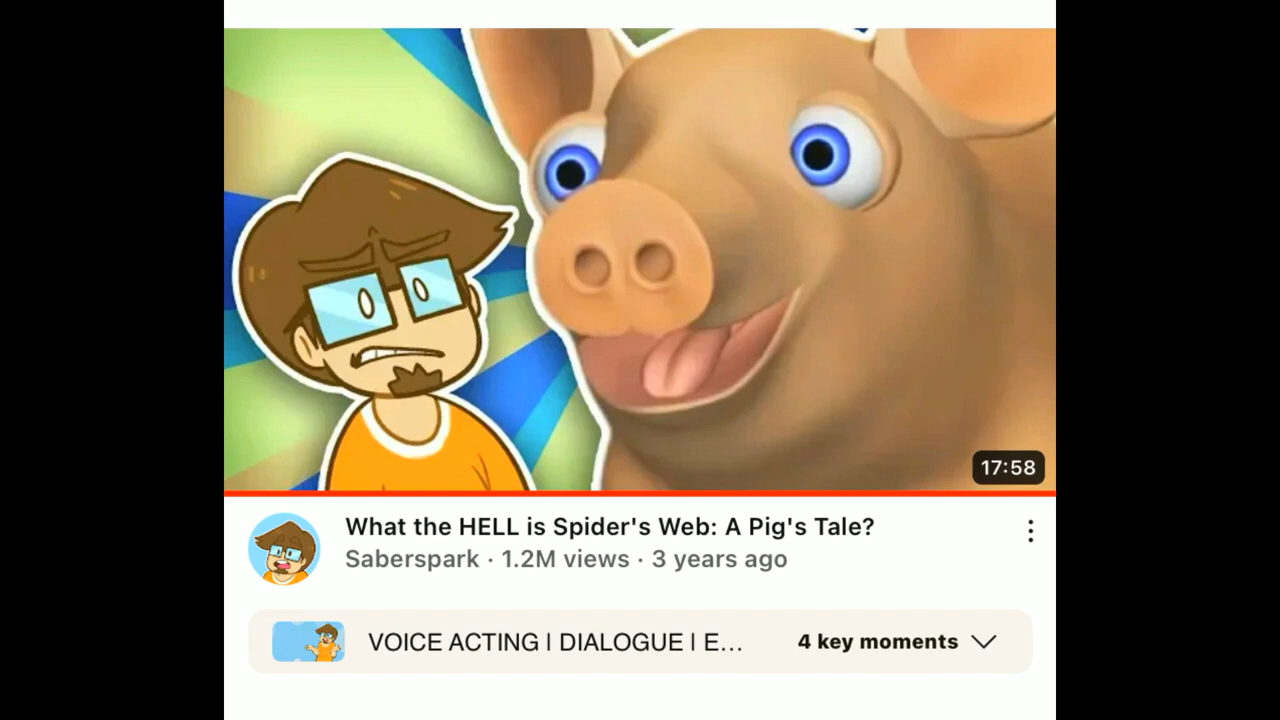 17:58
What the HELL is Spider's Web: A Pig's Tale?
Saberspark · 1.2M views · 3 years ago
VOICE ACTING | DIALOGUE | E... 4 key moments